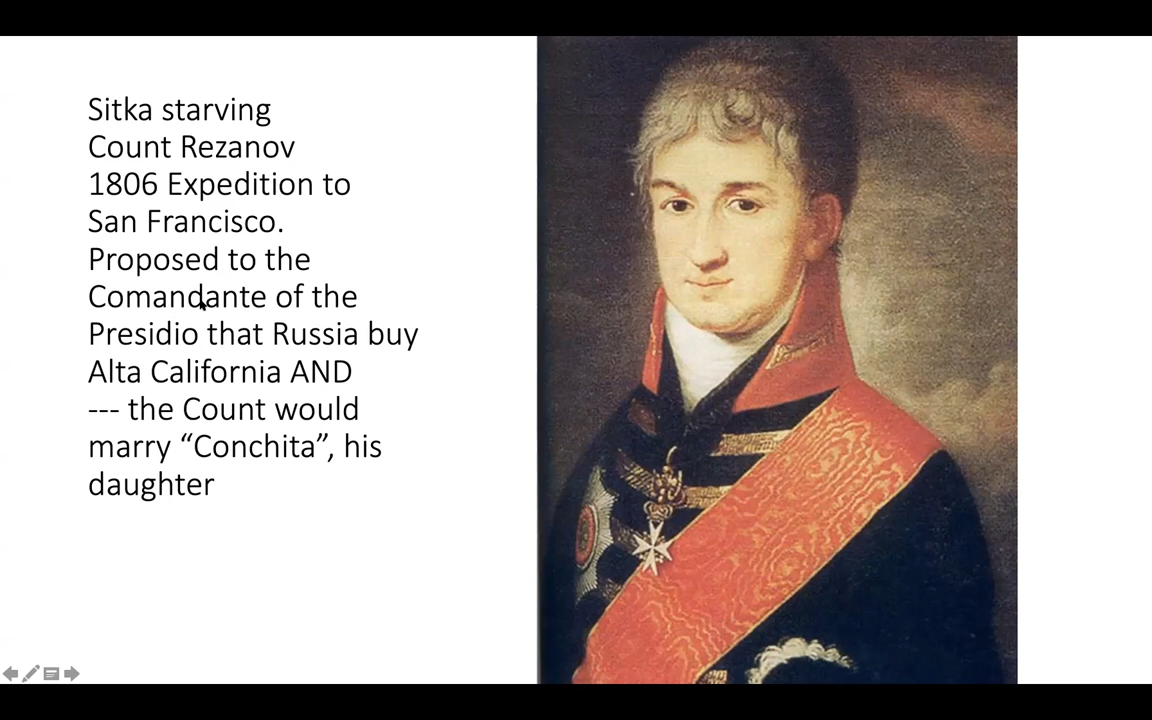 Sitka starving
Count Rezanov
1806 Expedition to
San Francisco.
Proposed to the
Comandante of the
Presidio that Russia buy
Alta California AND
--- the Count would
marry “Conchita”, his
daughter